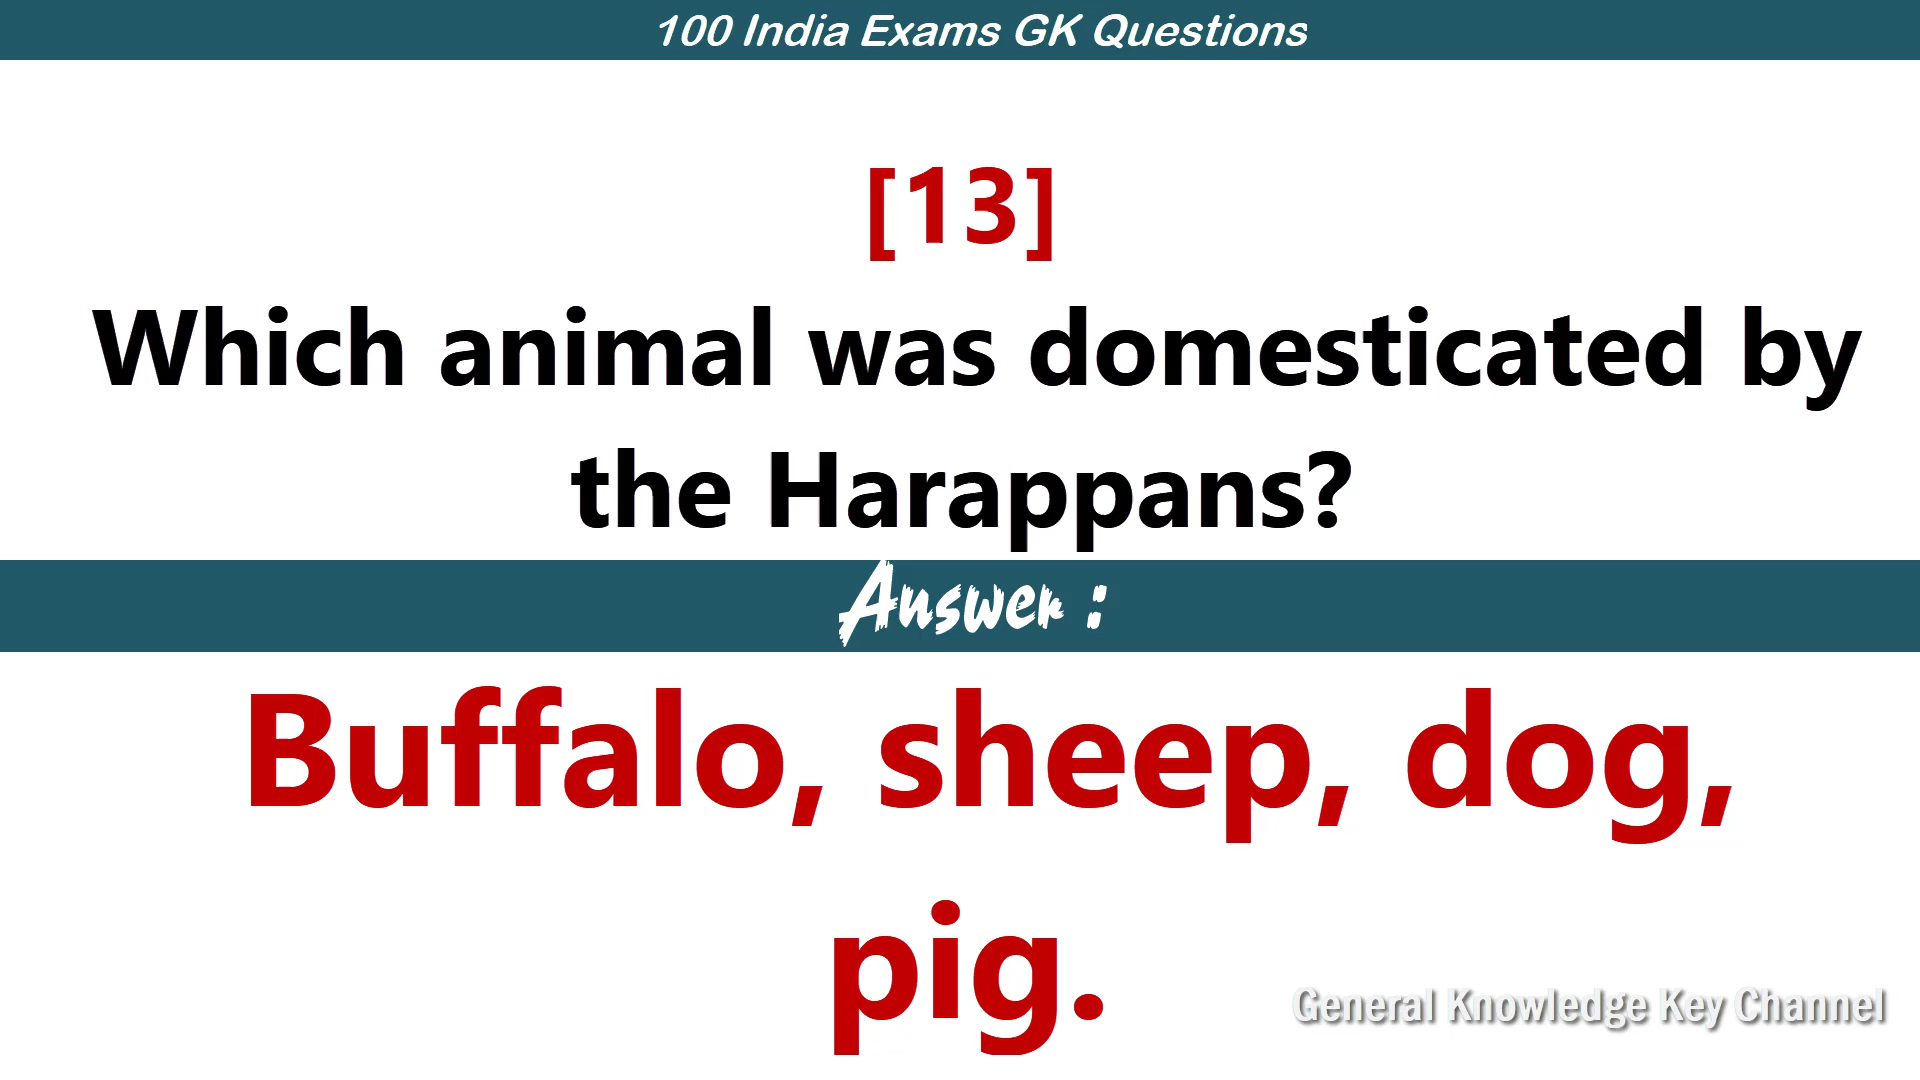 100 India Exams GK Questions
[13]
Which animal was domesticated by
the Harappans?
Answer :
Buffalo, sheep, dog,
pig.
General Knowledge Key Channel